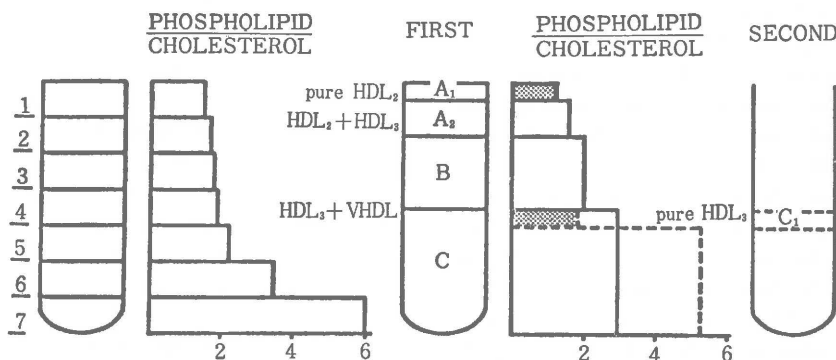 PHOSPHOLIPID
CHOLESTEROL
FIRST
PHOSPHOLIPID
CHOLESTEROL
SECOND
1
2
3
4
5
6
7
2 4 6
pure HDL₂
HDL₂+HDL₃
HDL₃+VHDL
A₁
A₂
B
C
2 4 6
pure HDL₃
C₁